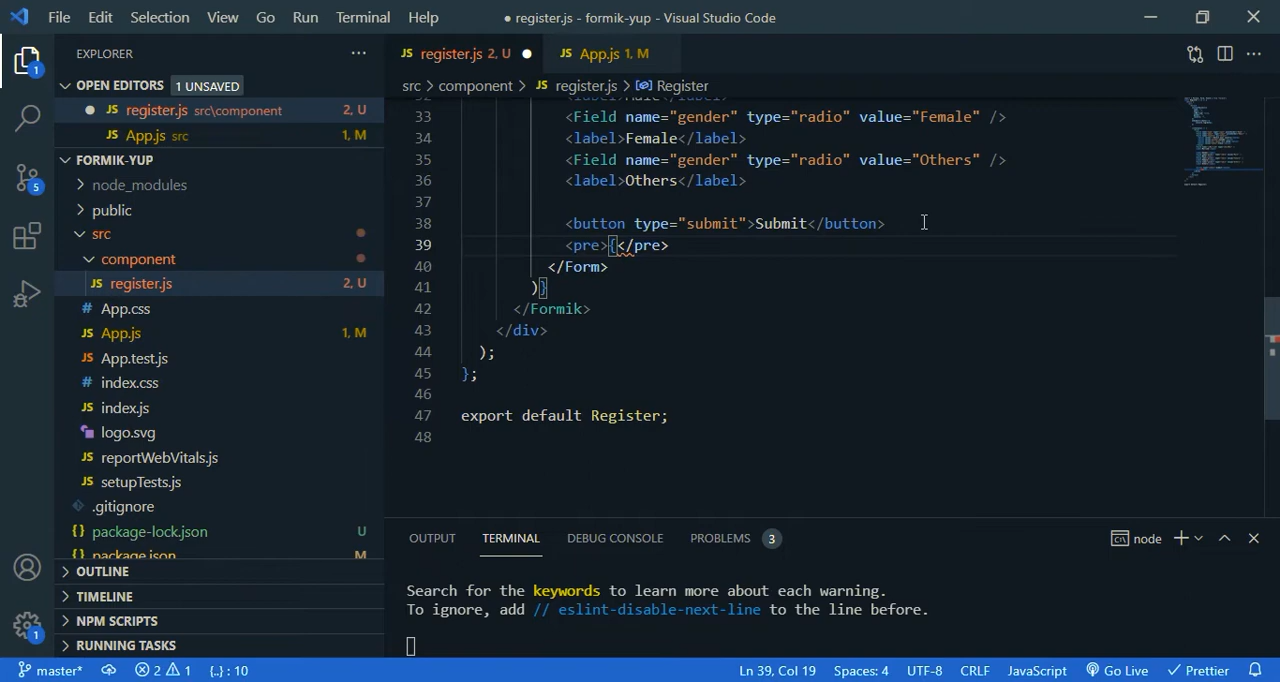 File Edit Selection View Go Run Terminal Help ● register.js - formik-yup - Visual Studio Code
EXPLORER
OPEN EDITORS 1 UNSAVED
● JS register.js src\component 2, U
JS App.js src 1, M
FORMIK-YUP
node_modules
public
src
component
JS register.js 2, U
# App.css
JS App.js 1, M
JS App.test.js
# index.css
JS index.js
logo.svg
JS reportWebVitals.js
JS setupTests.js
.gitignore
{} package-lock.json U
{} package.json M
OUTLINE
TIMELINE
NPM SCRIPTS
RUNNING TASKS
1
5
1
JS register.js 2, U ● JS App.js 1, M
src > component > JS register.js > Register
32 <label>Male</label>
33 <Field name="gender" type="radio" value="Female" />
34 <label>Female</label>
35 <Field name="gender" type="radio" value="Others" />
36 <label>Others</label>
37
38 <button type="submit">Submit</button>
39 <pre>{</pre>
40 </Form>
41 )}
42 </Formik>
43 </div>
44 );
45 };
46
47 export default Register;
48
OUTPUT TERMINAL DEBUG CONSOLE PROBLEMS 3 node
Search for the keywords to learn more about each warning.
To ignore, add // eslint-disable-next-line to the line before.
master* 2 1 {..} : 10 Ln 39, Col 19 Spaces: 4 UTF-8 CRLF JavaScript Go Live Prettier